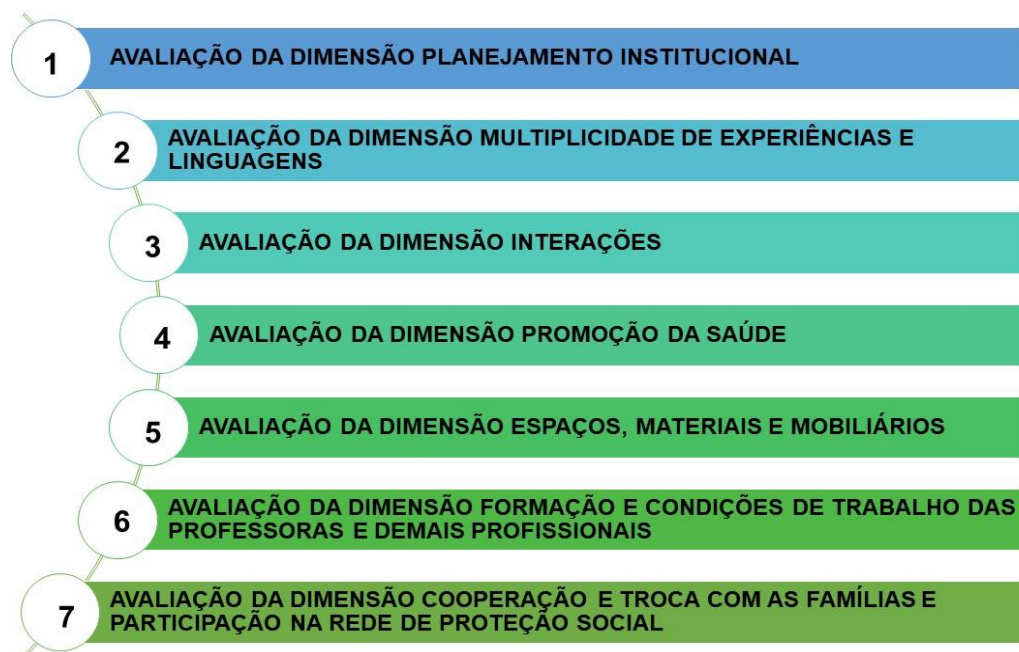 1
AVALIAÇÃO DA DIMENSÃO PLANEJAMENTO INSTITUCIONAL
2
AVALIAÇÃO DA DIMENSÃO MULTIPLICIDADE DE EXPERIÊNCIAS E
LINGUAGENS
3
AVALIAÇÃO DA DIMENSÃO INTERAÇÕES
4
AVALIAÇÃO DA DIMENSÃO PROMOÇÃO DA SAÚDE
5
AVALIAÇÃO DA DIMENSÃO ESPAÇOS, MATERIAIS E MOBILIÁRIOS
6
AVALIAÇÃO DA DIMENSÃO FORMAÇÃO E CONDIÇÕES DE TRABALHO DAS
PROFESSORAS E DEMAIS PROFISSIONAIS
7
AVALIAÇÃO DA DIMENSÃO COOPERAÇÃO E TROCA COM AS FAMÍLIAS E
PARTICIPAÇÃO NA REDE DE PROTEÇÃO SOCIAL